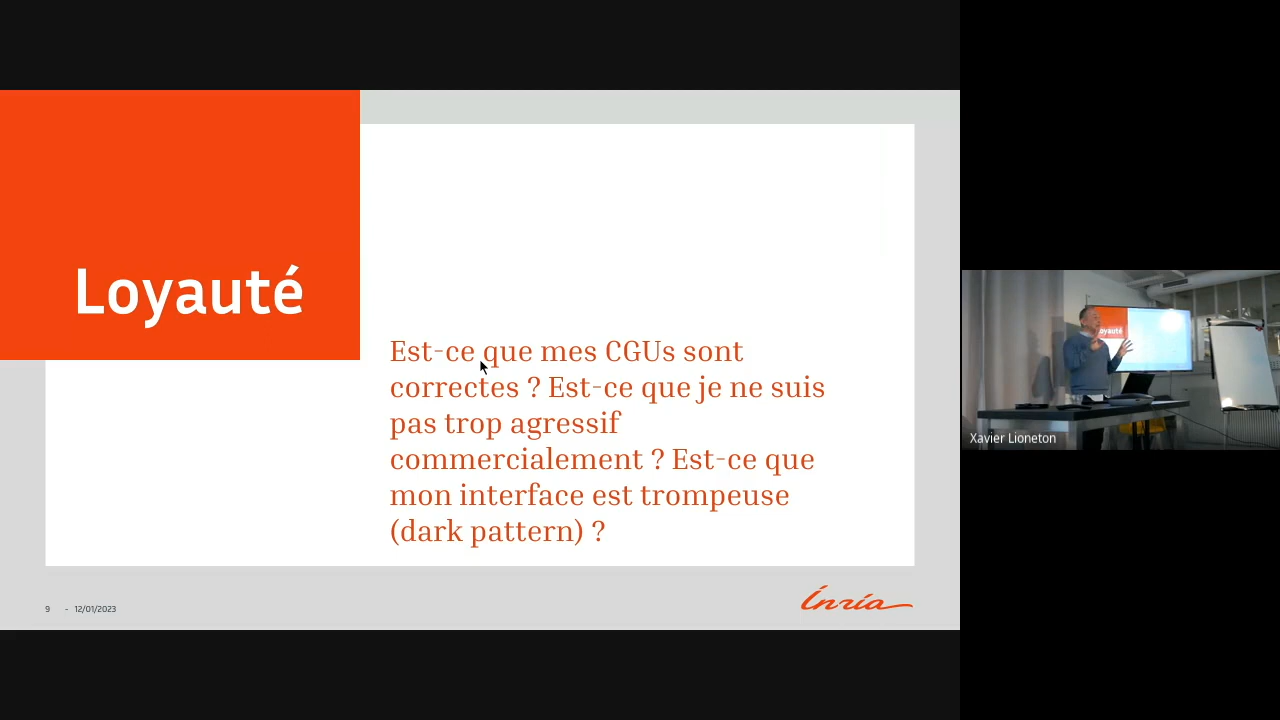 Loyauté
Est-ce que mes CGUs sont
correctes ? Est-ce que je ne suis
pas trop agressif
commercialement ? Est-ce que
mon interface est trompeuse
(dark pattern) ?
9 - 12/01/2023
Inria
oyauté
Xavier Lioneton